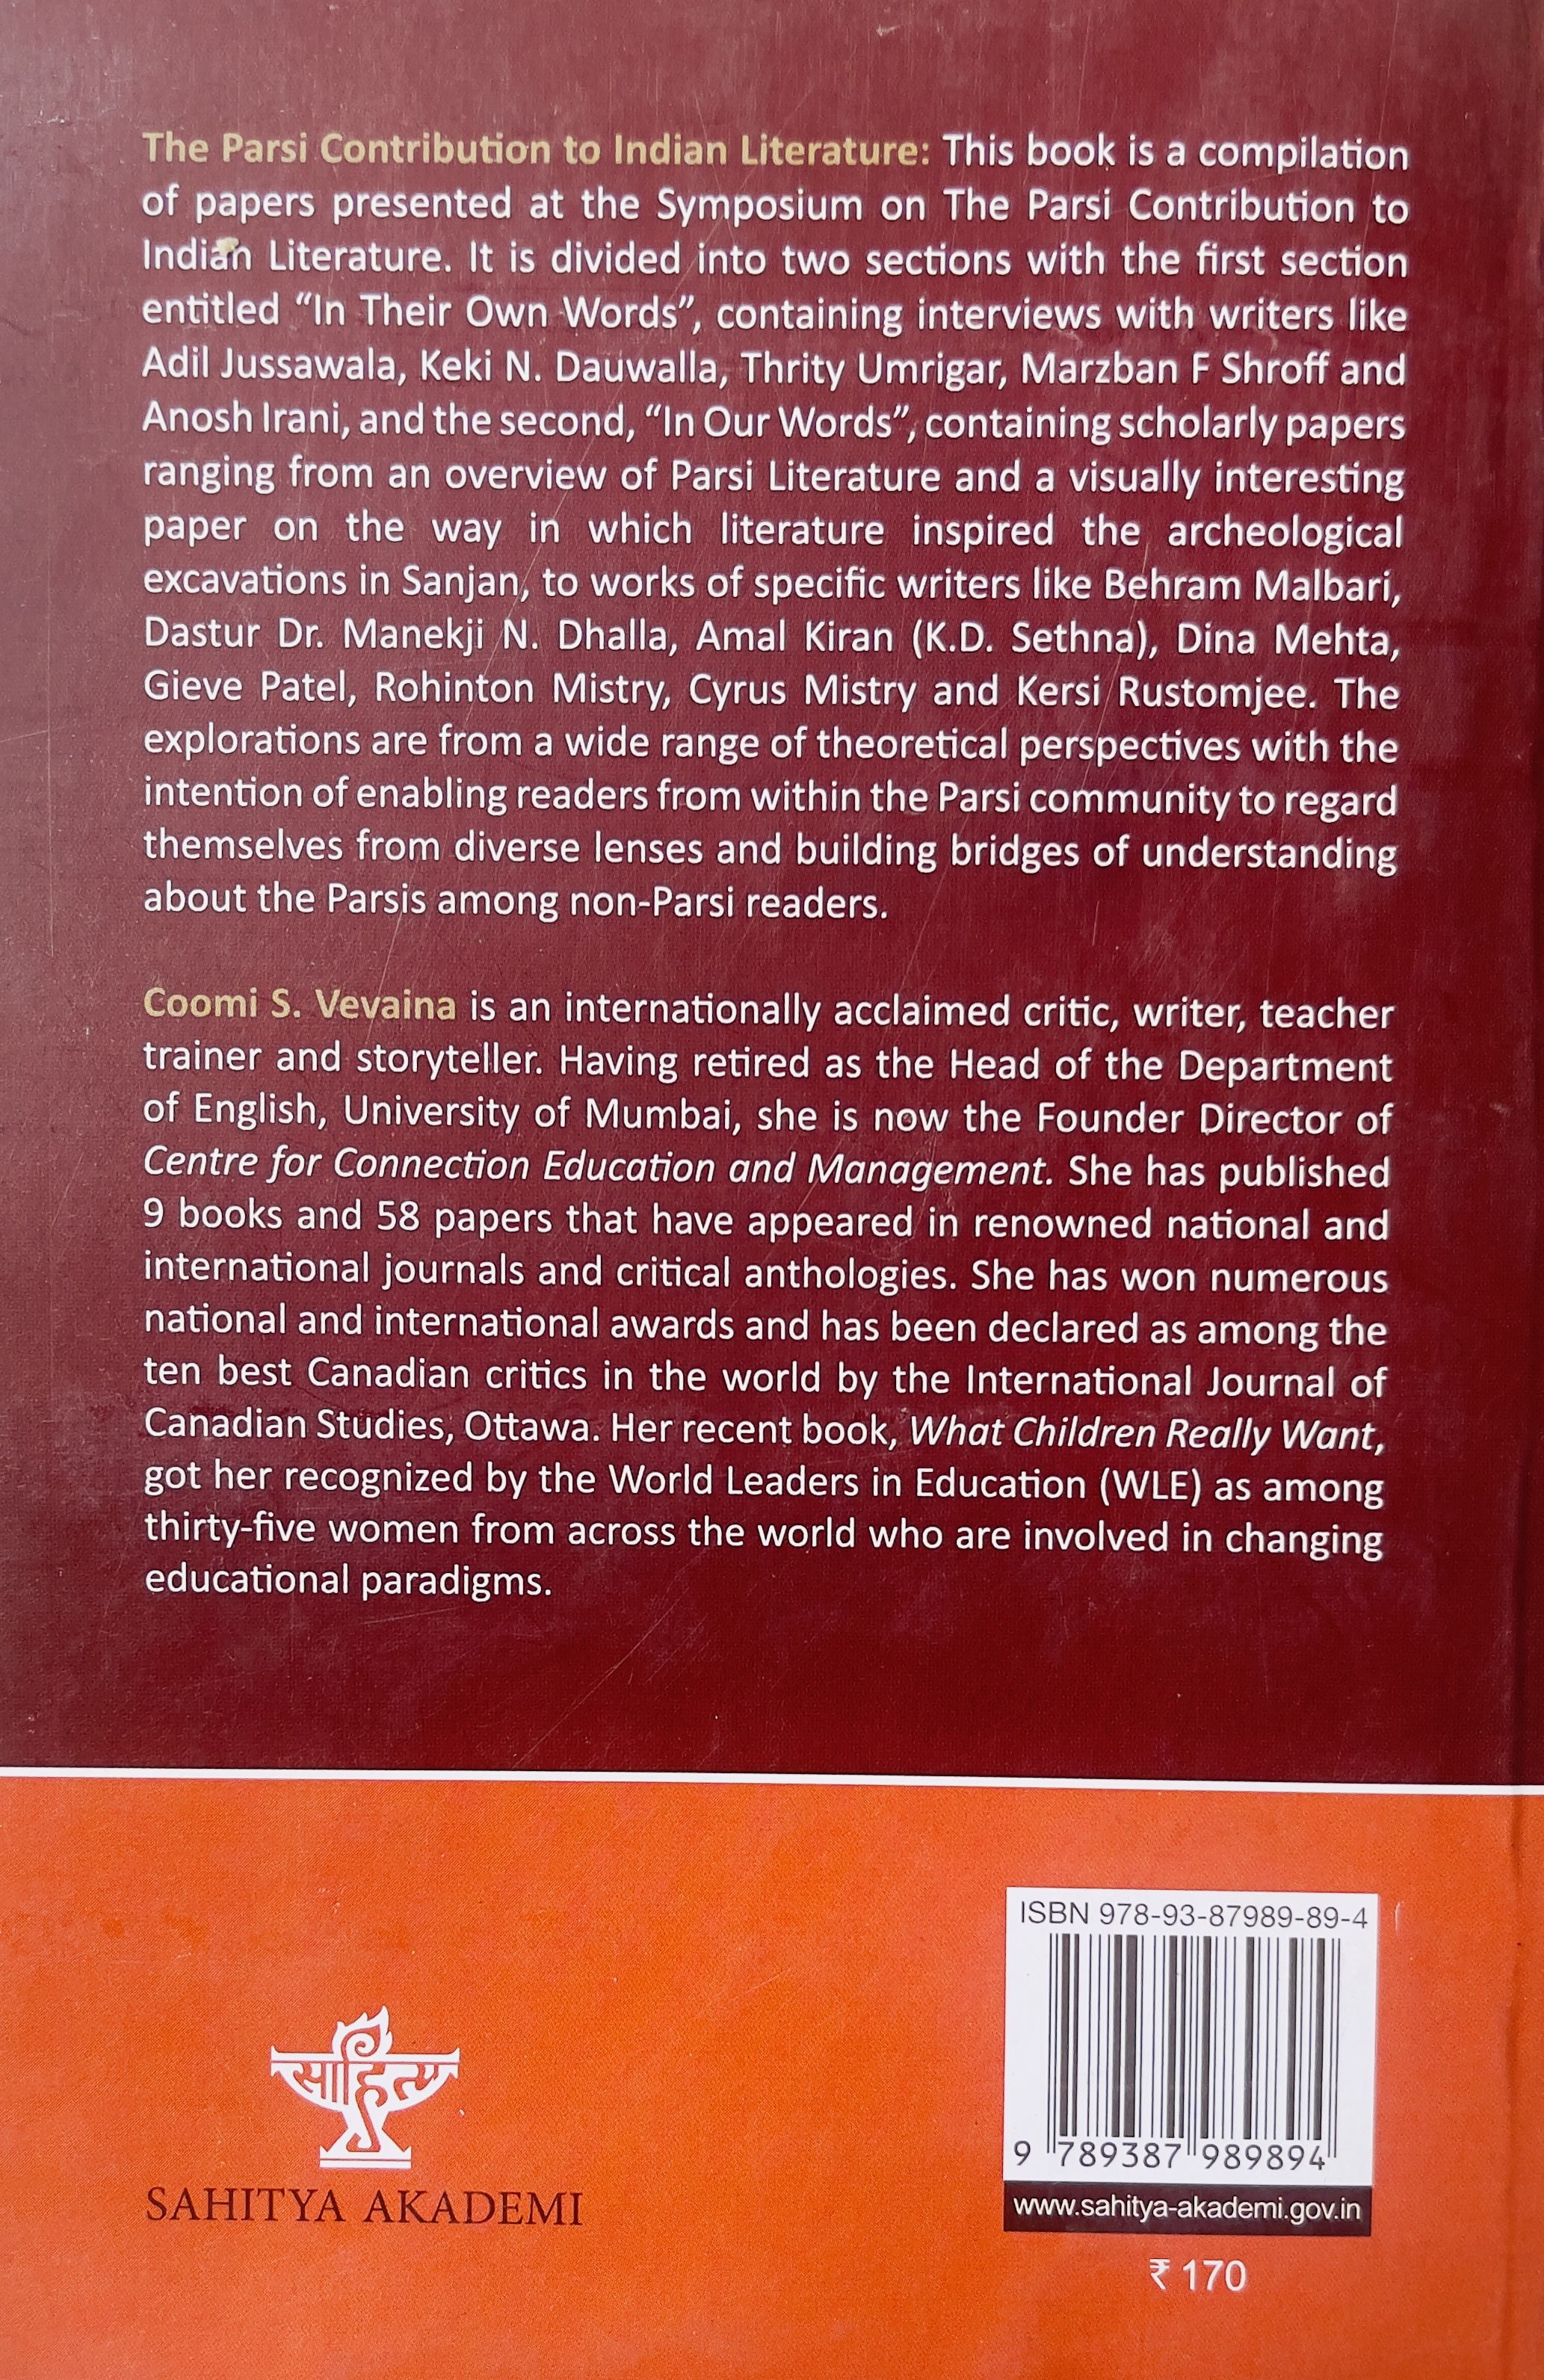 The Parsi Contribution to Indian Literature: This book is a compilation
of papers presented at the Symposium on The Parsi Contribution to
Indian Literature. It is divided into two sections with the first section
entitled “In Their Own Words”, containing interviews with writers like
Adil Jussawala, Keki N. Dauwalla, Thrity Umrigar, Marzban F Shroff and
Anosh Irani, and the second, “In Our Words”, containing scholarly papers
ranging from an overview of Parsi Literature and a visually interesting
paper on the way in which literature inspired the archeological
excavations in Sanjan, to works of specific writers like Behram Malbari,
Dastur Dr. Manekji N. Dhalla, Amal Kiran (K.D. Sethna), Dina Mehta,
Gieve Patel, Rohinton Mistry, Cyrus Mistry and Kersi Rustomjee. The
explorations are from a wide range of theoretical perspectives with the
intention of enabling readers from within the Parsi community to regard
themselves from diverse lenses and building bridges of understanding
about the Parsis among non-Parsi readers.
Coomi S. Vevaina is an internationally acclaimed critic, writer, teacher
trainer and storyteller. Having retired as the Head of the Department
of English, University of Mumbai, she is now the Founder Director of
Centre for Connection Education and Management. She has published
9 books and 58 papers that have appeared in renowned national and
international journals and critical anthologies. She has won numerous
national and international awards and has been declared as among the
ten best Canadian critics in the world by the International Journal of
Canadian Studies, Ottawa. Her recent book, What Children Really Want,
got her recognized by the World Leaders in Education (WLE) as among
thirty-five women from across the world who are involved in changing
educational paradigms.
साहित्य
SAHITYA AKADEMI
ISBN 978-93-87989-89-4
9 789387 989894
www.sahitya-akademi.gov.in
₹ 170